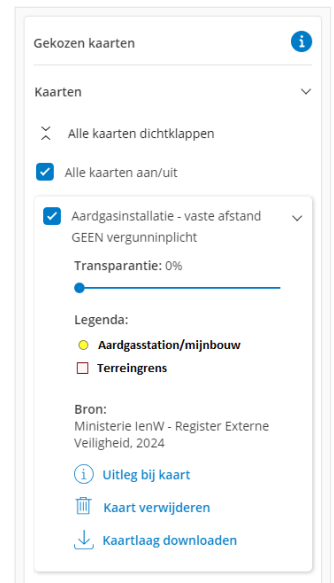 Gekozen kaarten
Kaarten
Alle kaarten dichtklappen
Alle kaarten aan/uit
Aardgasinstallatie - vaste afstand
GEEN vergunninplicht
Transparantie: 0%
Legenda:
Aardgasstation/mijnbouw
Terreingrens
Bron:
Ministerie IenW - Register Externe
Veiligheid, 2024
Uitleg bij kaart
Kaart verwijderen
Kaartlaag downloaden